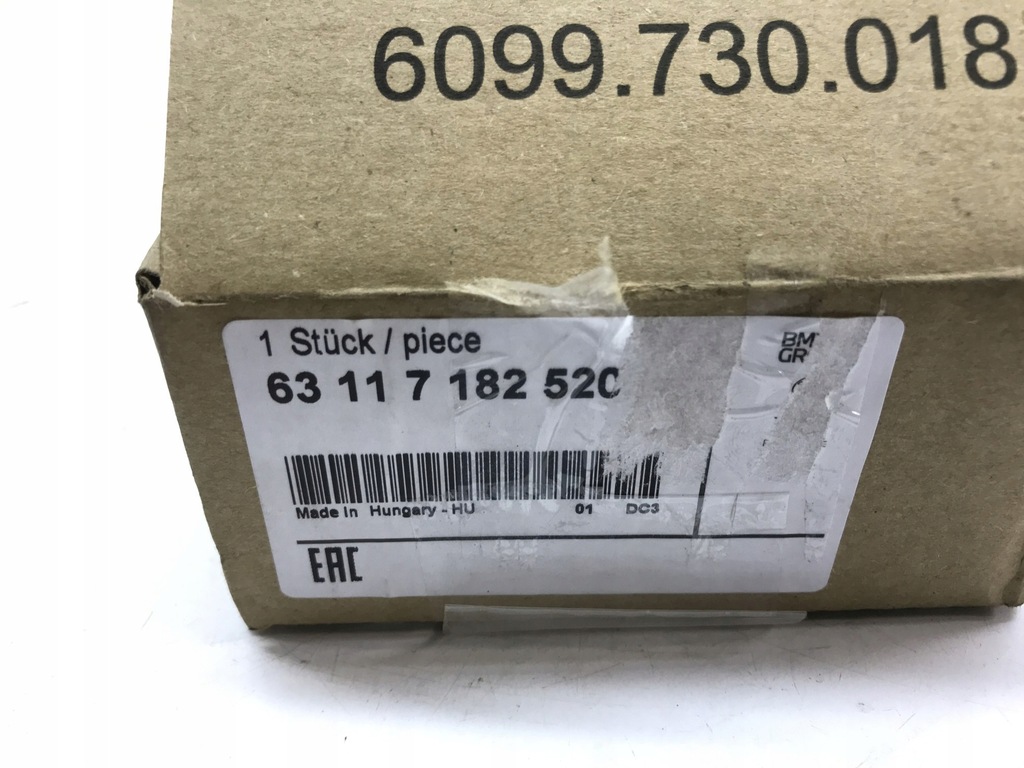 6099.730.018
1 Stück / piece
63 11 7 182 520
BM
GR
Made in Hungary - HU 01 DC3
EAC